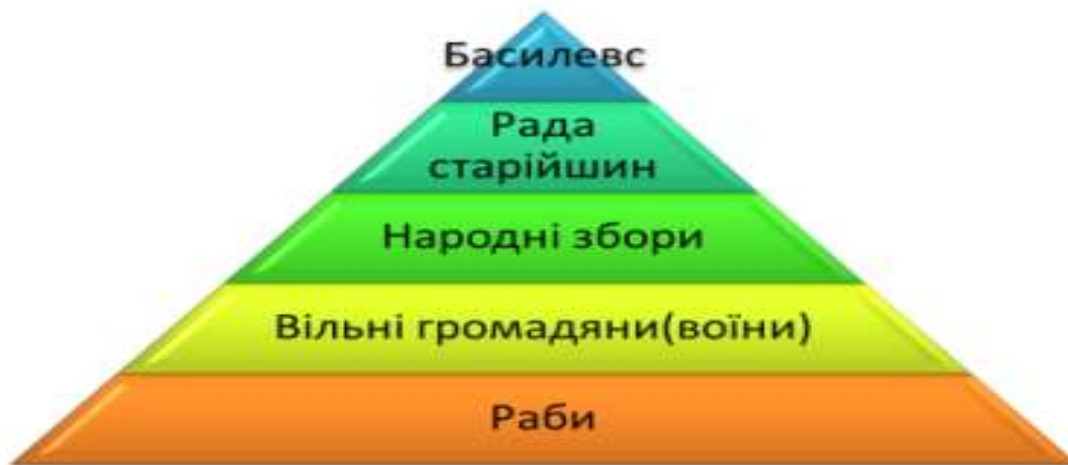 Басилевс
Рада
старійшин
Народні збори
Вільні громадяни(воїни)
Раби